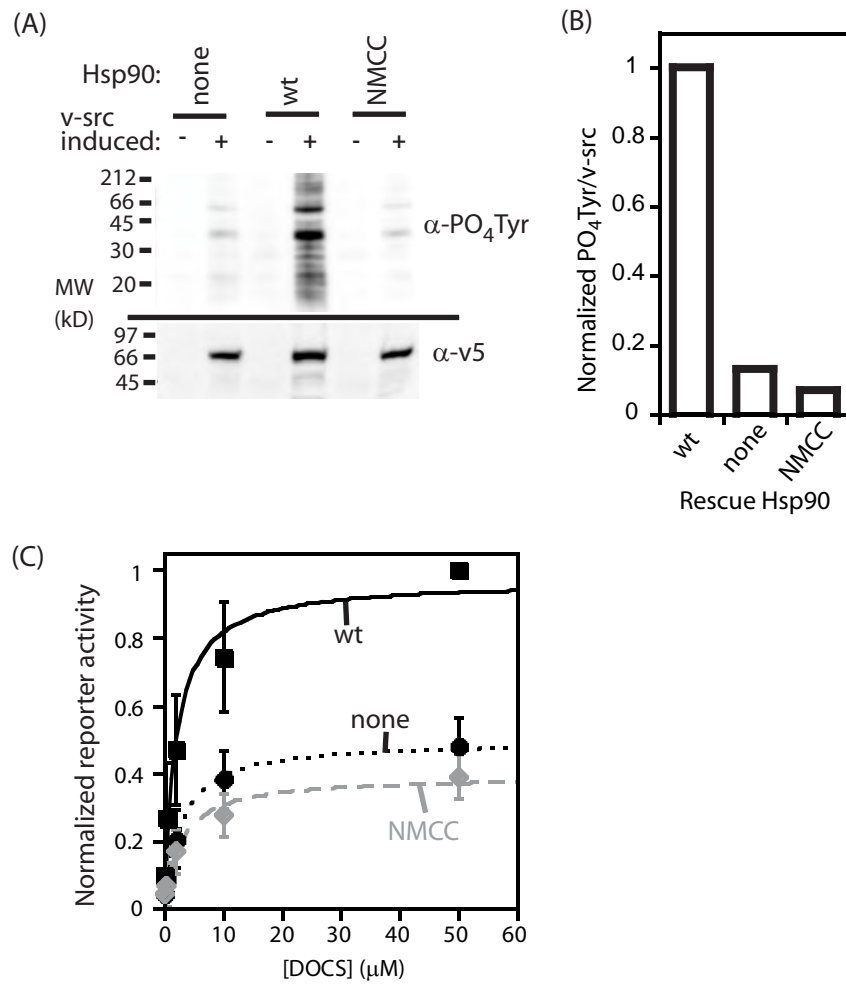 (A)
Hsp90:
none
wt
NMCC
v-src
induced:
- + - + - +
212
66
45
30
20
α-PO4Tyr
MW
(kD)
97
66
45
α-v5
(B)
Normalized PO4Tyr/v-src
1
0.8
0.6
0.4
0.2
0
wt
none
NMCC
Rescue Hsp90
(C)
Normalized reporter activity
1
0.8
0.6
0.4
0.2
0
wt
none
NMCC
0 10 20 30 40 50 60
[DOCS] (μM)